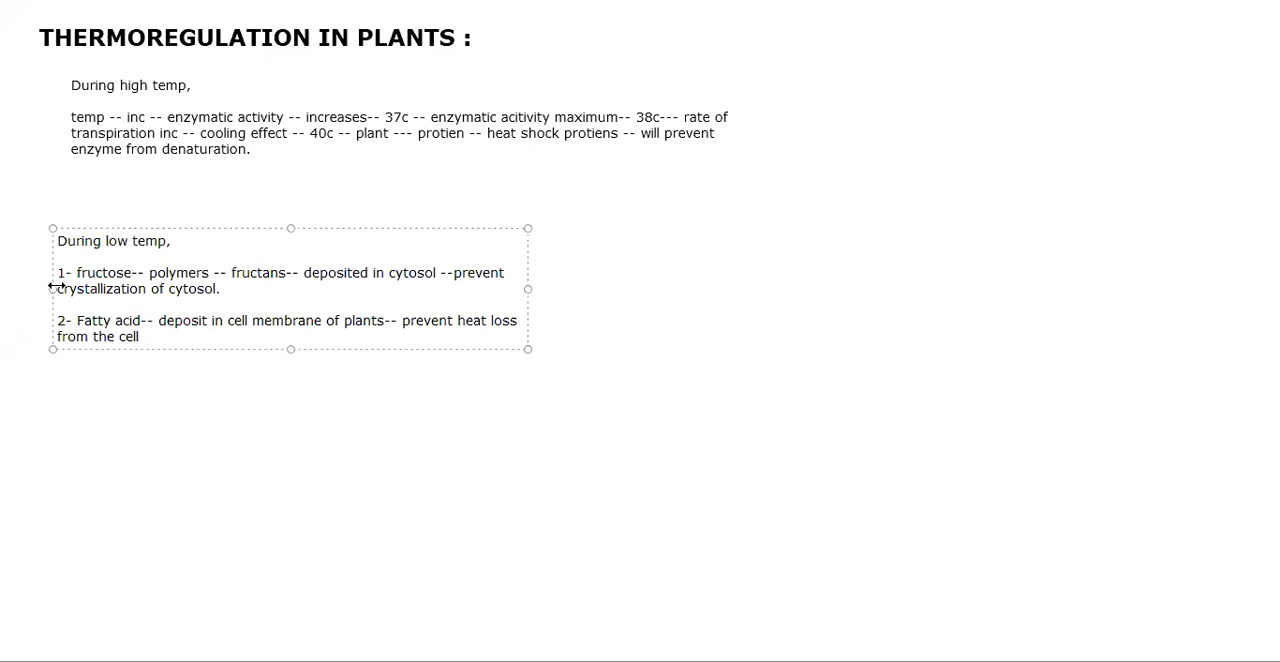 THERMOREGULATION IN PLANTS :
During high temp,
temp -- inc -- enzymatic activity -- increases-- 37c -- enzymatic acitivity maximum-- 38c--- rate of
transpiration inc -- cooling effect -- 40c -- plant --- protien -- heat shock protiens -- will prevent
enzyme from denaturation.
During low temp,
1- fructose-- polymers -- fructans-- deposited in cytosol --prevent
crystallization of cytosol.
2- Fatty acid-- deposit in cell membrane of plants-- prevent heat loss
from the cell